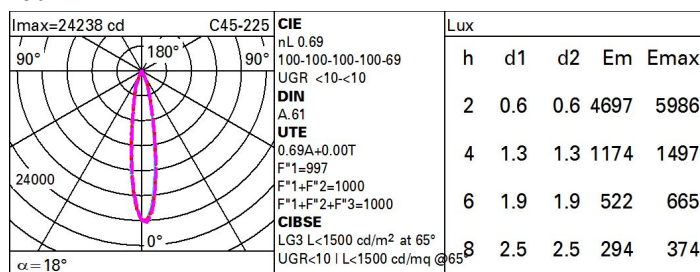 Imax=24238 cd C45-225
90° 180° 90°
24000
0°
α=18°
CIE
nL 0.69
100-100-100-100-69
UGR <10-<10
DIN
A.61
UTE
0.69A+0.00T
F"1=997
F"1+F"2=1000
F"1+F"2+F"3=1000
CIBSE
LG3 L<1500 cd/m² at 65°
UGR<10 | L<1500 cd/mq @65°
Lux
h d1 d2 Em Emax
2 0.6 0.6 4697 5986
4 1.3 1.3 1174 1497
6 1.9 1.9 522 665
8 2.5 2.5 294 374